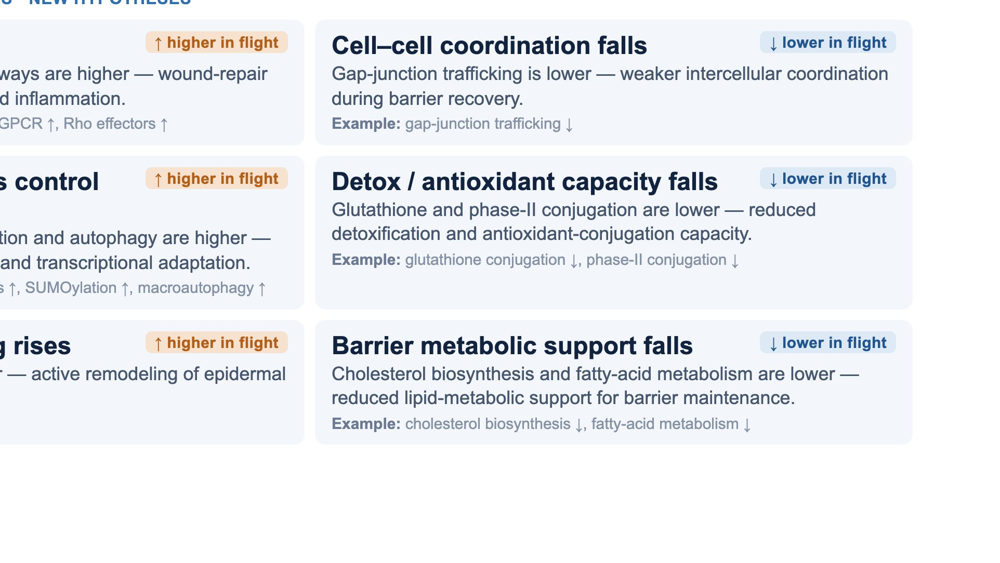 NEW HYPOTHESES
↑ higher in flight
ways are higher — wound-repair
d inflammation.
GPCR ↑, Rho effectors ↑
Cell–cell coordination falls
↓ lower in flight
Gap-junction trafficking is lower — weaker intercellular coordination
during barrier recovery.
Example: gap-junction trafficking ↓
s control
↑ higher in flight
tion and autophagy are higher —
and transcriptional adaptation.
s ↑, SUMOylation ↑, macroautophagy ↑
Detox / antioxidant capacity falls
↓ lower in flight
Glutathione and phase-II conjugation are lower — reduced
detoxification and antioxidant-conjugation capacity.
Example: glutathione conjugation ↓, phase-II conjugation ↓
g rises
↑ higher in flight
r — active remodeling of epidermal
Barrier metabolic support falls
↓ lower in flight
Cholesterol biosynthesis and fatty-acid metabolism are lower —
reduced lipid-metabolic support for barrier maintenance.
Example: cholesterol biosynthesis ↓, fatty-acid metabolism ↓